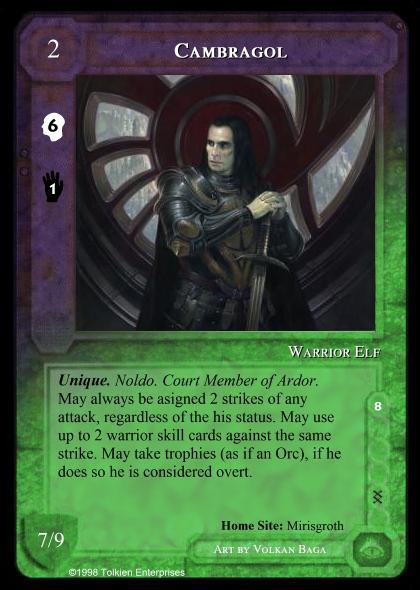 2
CAMBRAGOL
6
1
WARRIOR ELF
Unique. Noldo. Court Member of Ardor.
May always be asigned 2 strikes of any
attack, regardless of the his status. May use
up to 2 warrior skill cards against the same
strike. May take trophies (as if an Orc), if he
does so he is considered overt.
8
Home Site: Mirisgroth
7/9
ART BY VOLKAN BAGA
©1998 Tolkien Enterprises